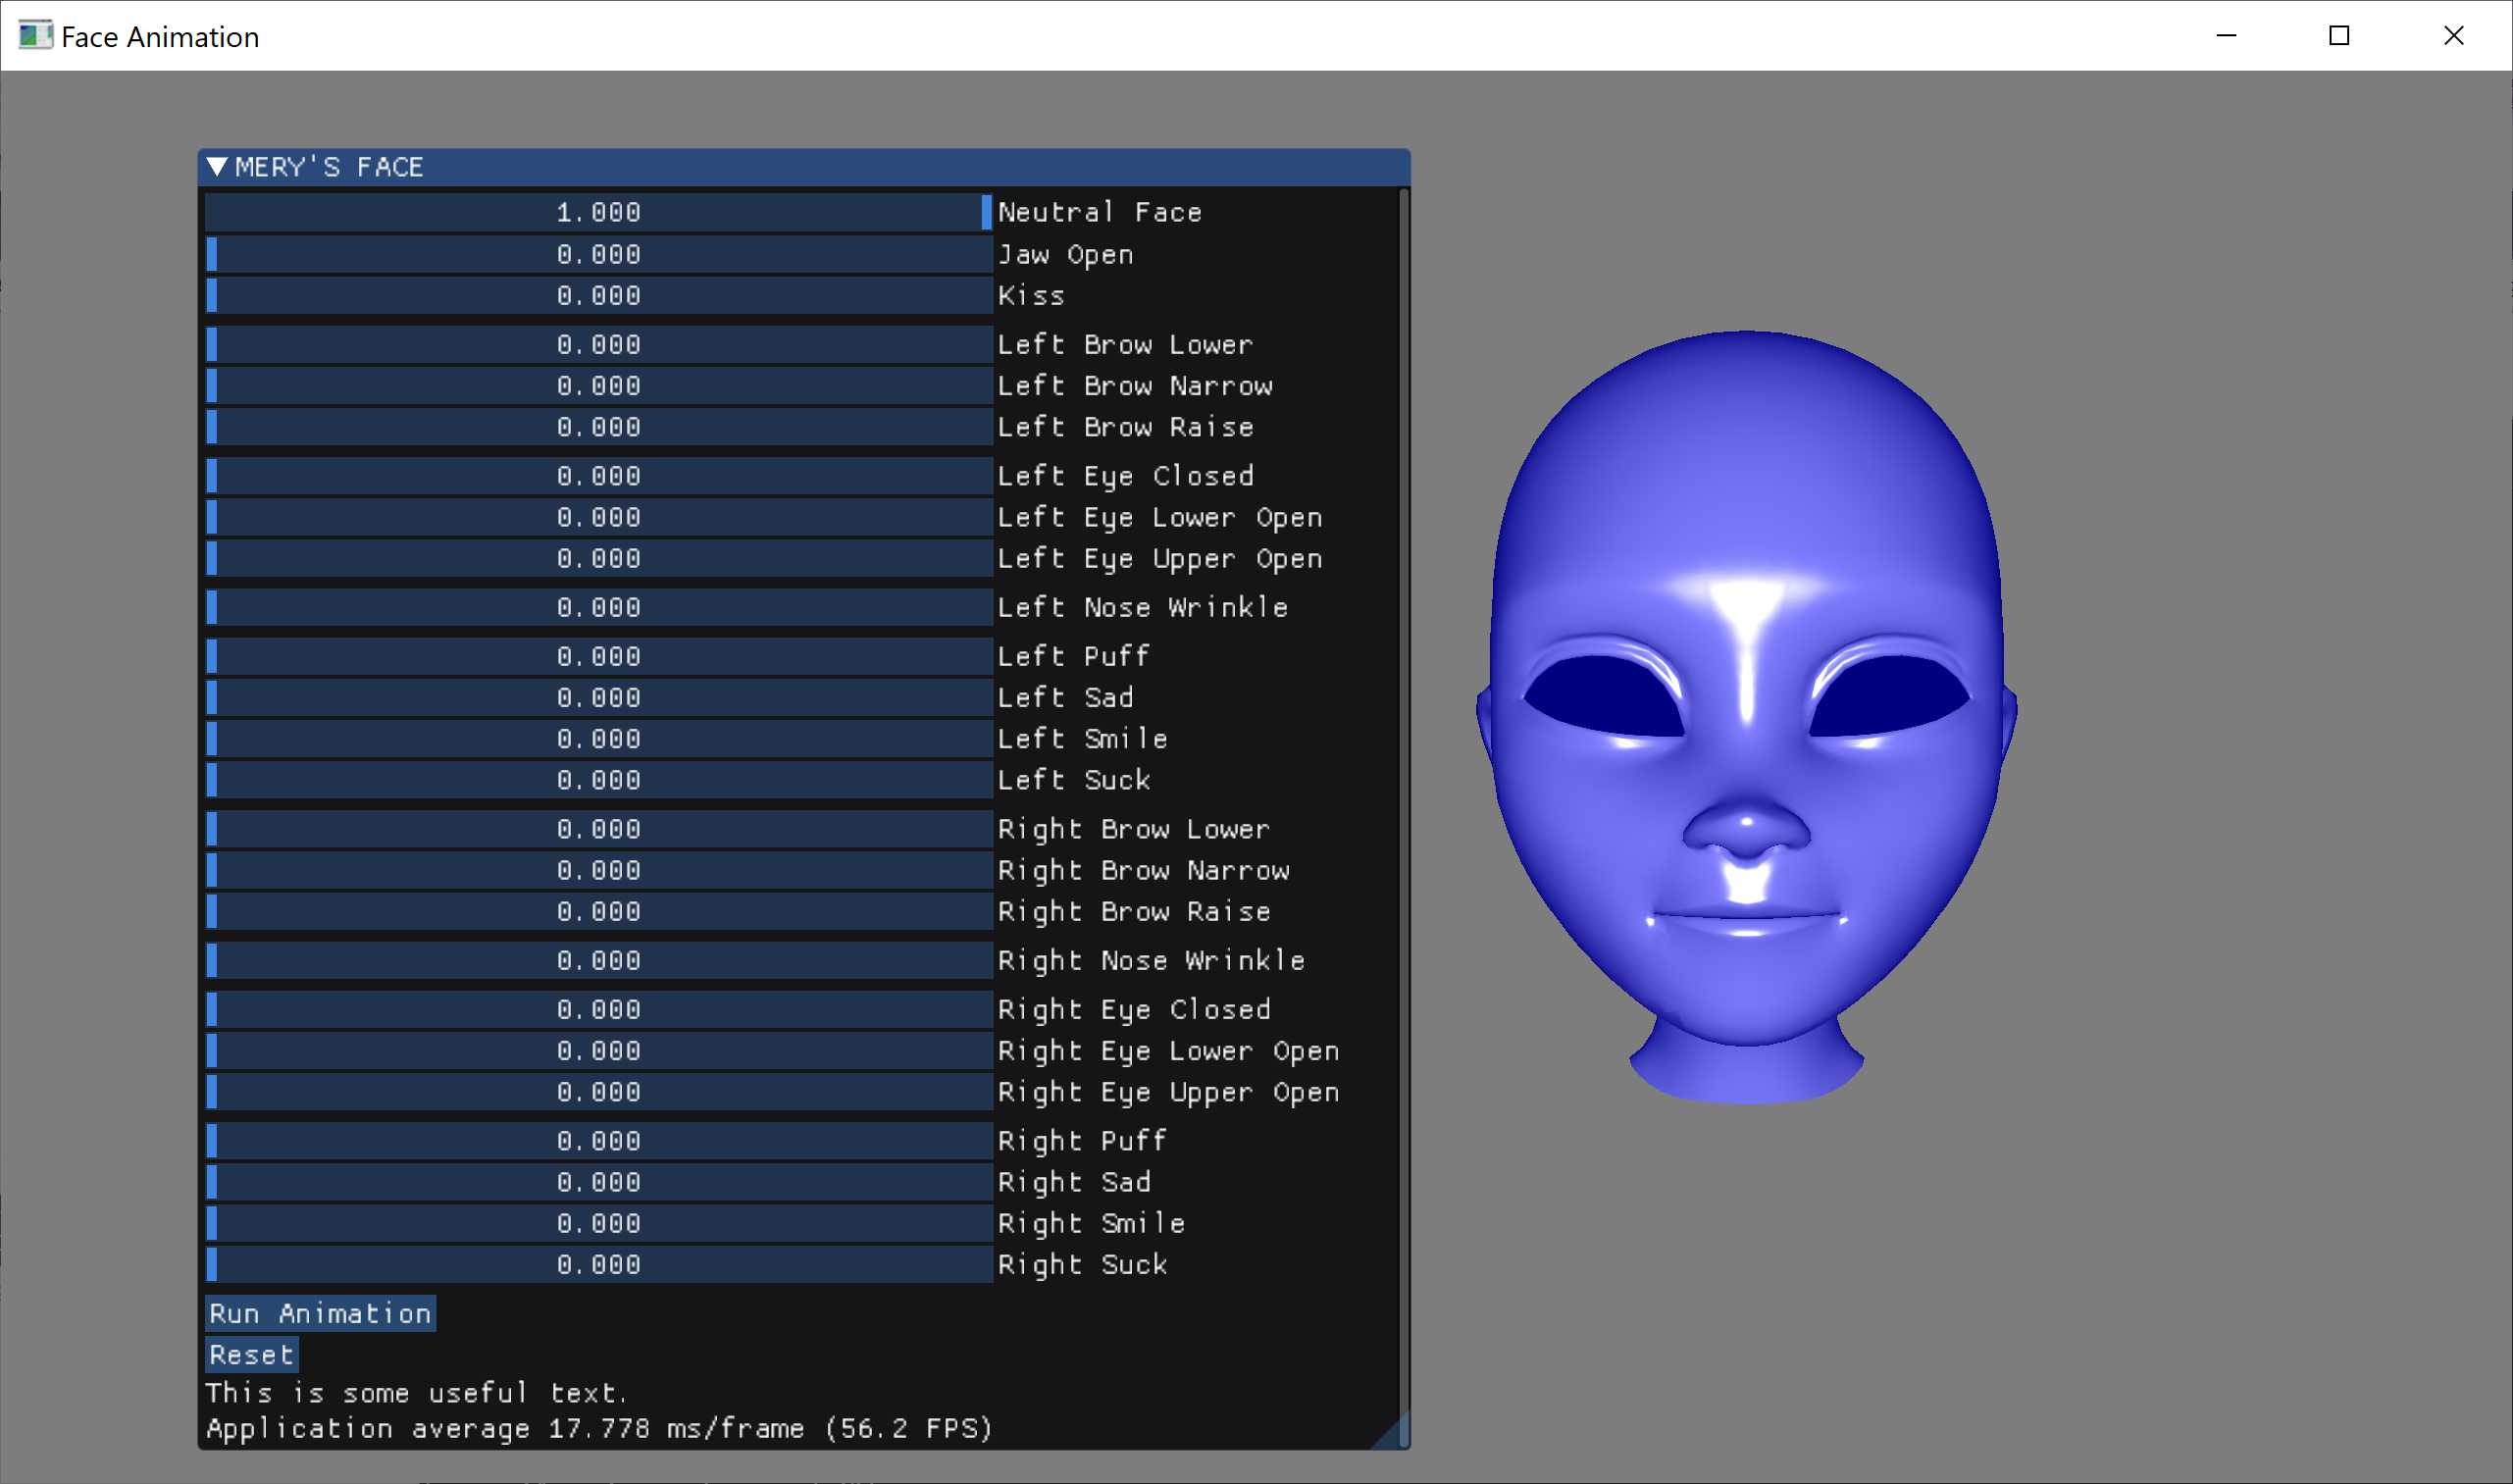 Face Animation
MERY'S FACE
1.000 Neutral Face
0.000 Jaw Open
0.000 Kiss
0.000 Left Brow Lower
0.000 Left Brow Narrow
0.000 Left Brow Raise
0.000 Left Eye Closed
0.000 Left Eye Lower Open
0.000 Left Eye Upper Open
0.000 Left Nose Wrinkle
0.000 Left Puff
0.000 Left Sad
0.000 Left Smile
0.000 Left Suck
0.000 Right Brow Lower
0.000 Right Brow Narrow
0.000 Right Brow Raise
0.000 Right Nose Wrinkle
0.000 Right Eye Closed
0.000 Right Eye Lower Open
0.000 Right Eye Upper Open
0.000 Right Puff
0.000 Right Sad
0.000 Right Smile
0.000 Right Suck
Run Animation
Reset
This is some useful text.
Application average 17.778 ms/frame (56.2 FPS)